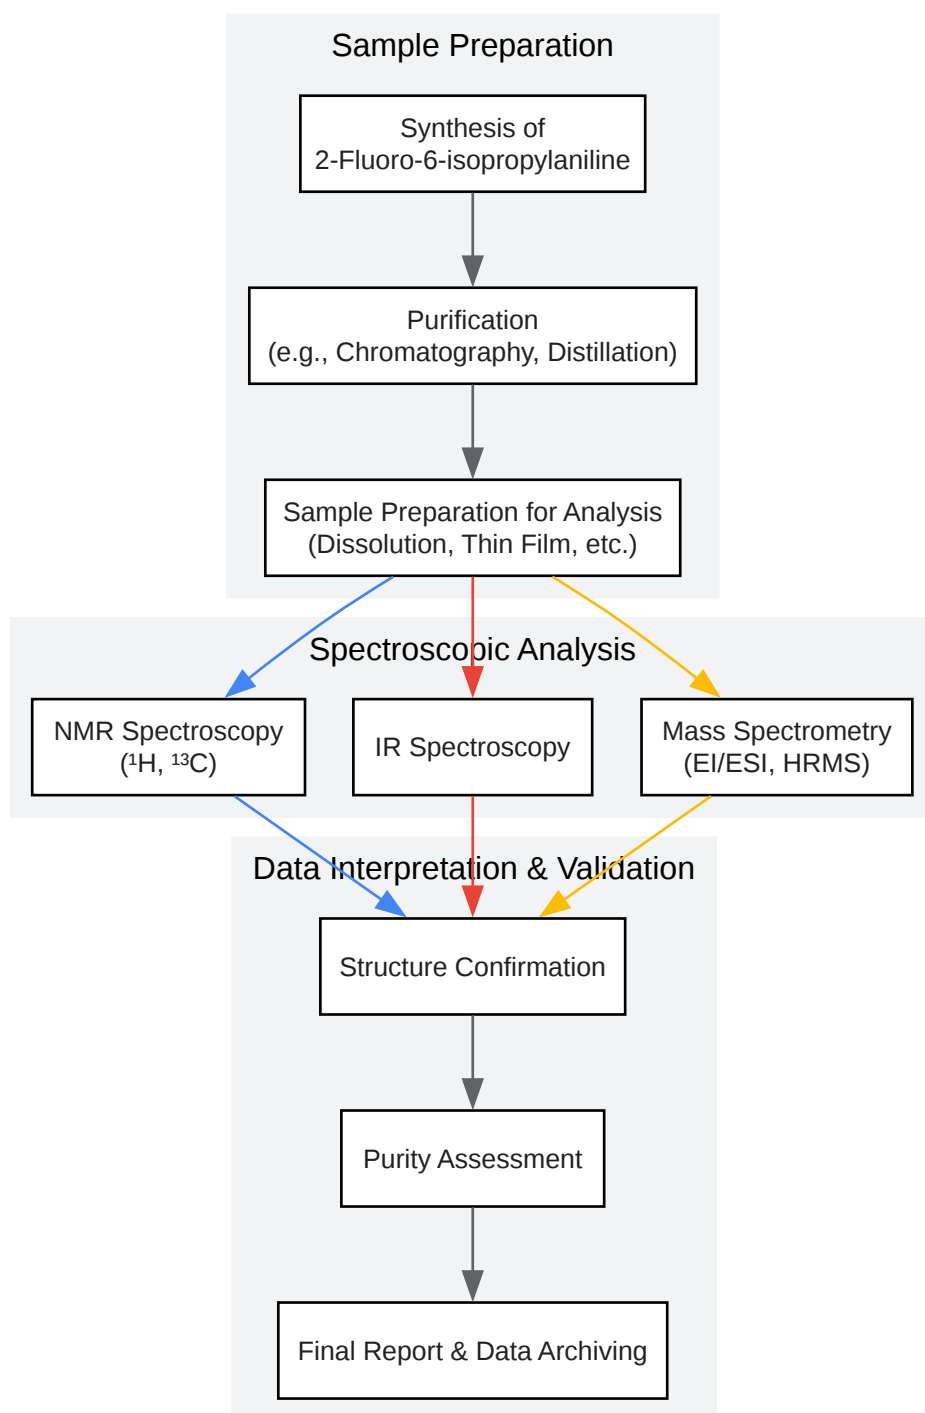 Sample Preparation
Synthesis of
2-Fluoro-6-isopropylaniline
Purification
(e.g., Chromatography, Distillation)
Sample Preparation for Analysis
(Dissolution, Thin Film, etc.)
Spectroscopic Analysis
NMR Spectroscopy
(¹H, ¹³C)
IR Spectroscopy
Mass Spectrometry
(EI/ESI, HRMS)
Data Interpretation & Validation
Structure Confirmation
Purity Assessment
Final Report & Data Archiving